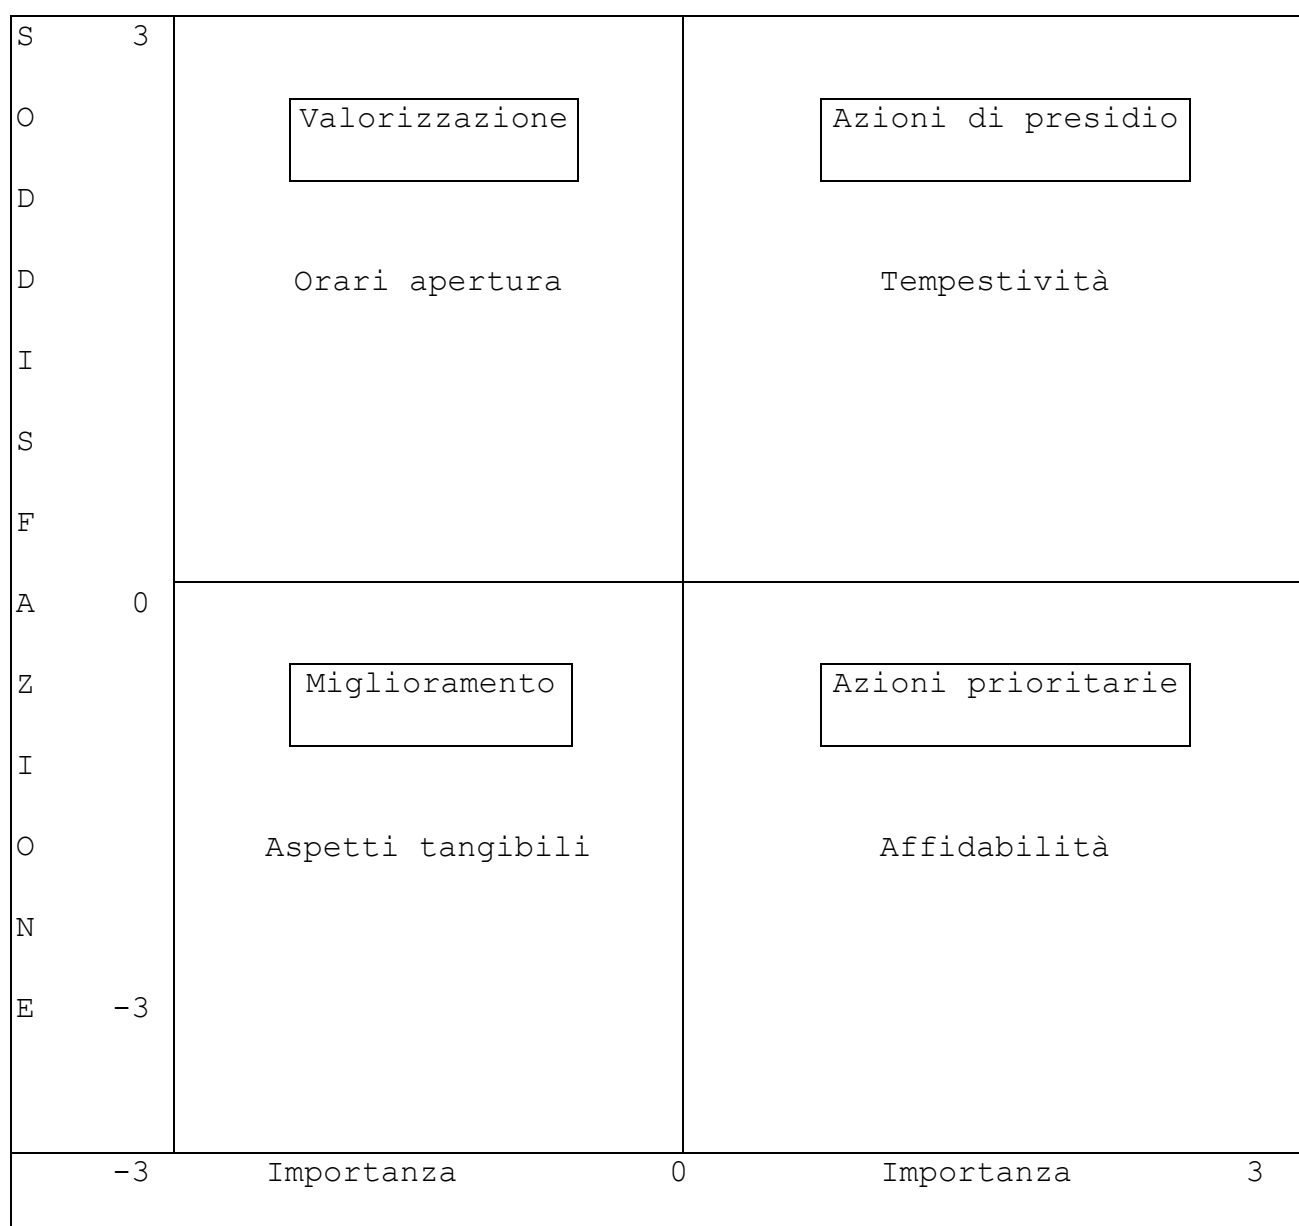 S 3
O Valorizzazione Azioni di presidio
D
D Orari apertura Tempestività
I
S
F
A 0
Z Miglioramento Azioni prioritarie
I
O Aspetti tangibili Affidabilità
N
E -3
-3 Importanza 0 Importanza 3